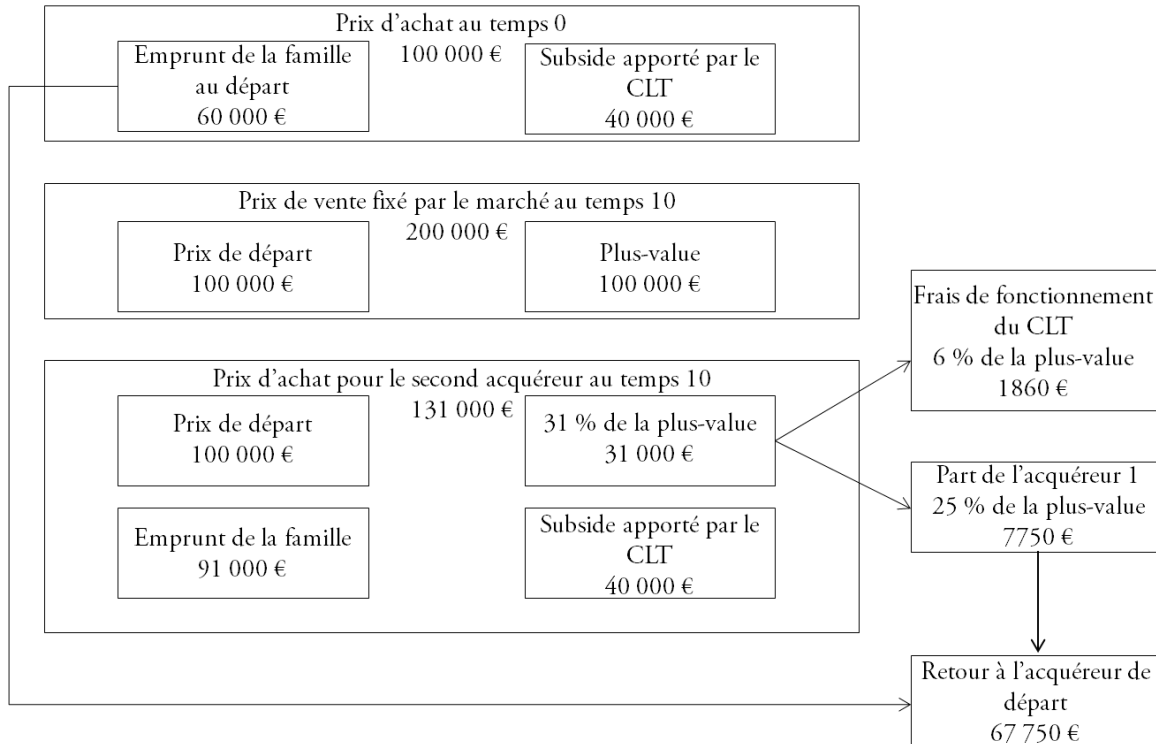 Prix d'achat au temps 0
100 000 €
Emprunt de la famille
au départ
60 000 €
Subside apporté par le
CLT
40 000 €
Prix de vente fixé par le marché au temps 10
200 000 €
Prix de départ
100 000 €
Plus-value
100 000 €
Prix d'achat pour le second acquéreur au temps 10
131 000 €
Prix de départ
100 000 €
31 % de la plus-value
31 000 €
Emprunt de la famille
91 000 €
Subside apporté par le
CLT
40 000 €
Frais de fonctionnement
du CLT
6 % de la plus-value
1860 €
Part de l'acquéreur 1
25 % de la plus-value
7750 €
Retour à l'acquéreur de
départ
67 750 €